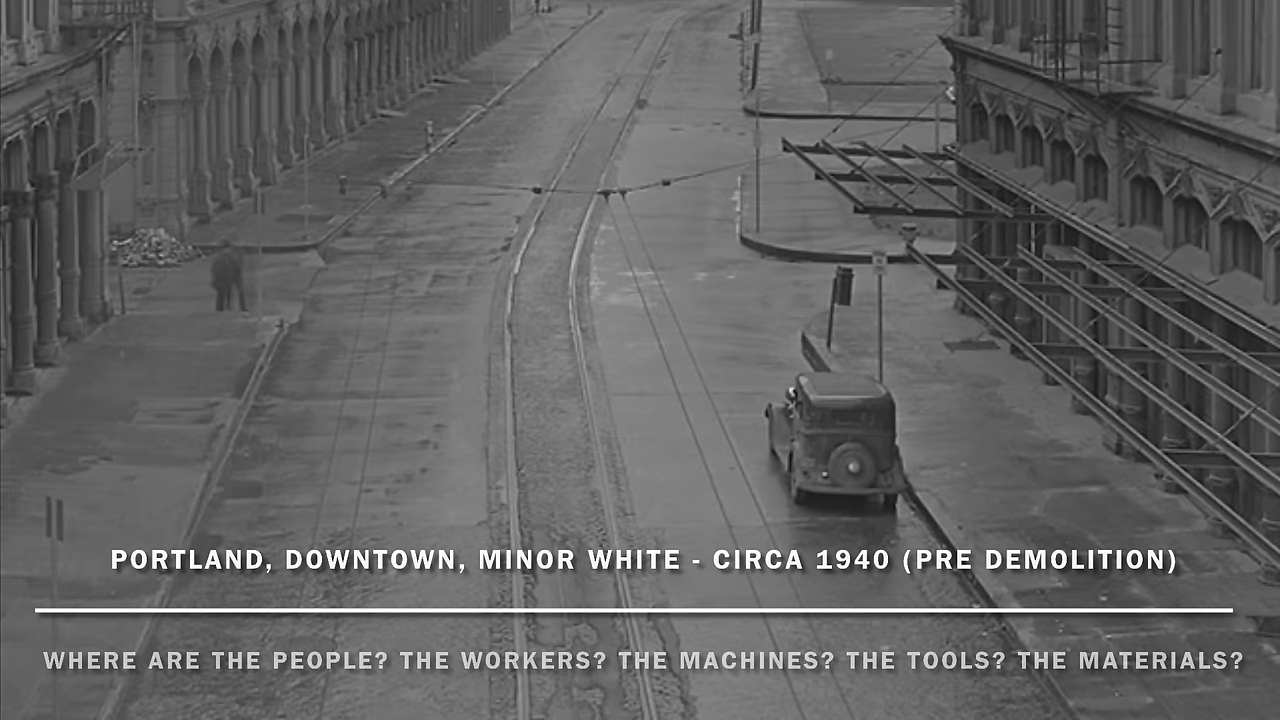 PORTLAND, DOWNTOWN, MINOR WHITE - CIRCA 1940 (PRE DEMOLITION)
WHERE ARE THE PEOPLE? THE WORKERS? THE MACHINES? THE TOOLS? THE MATERIALS?